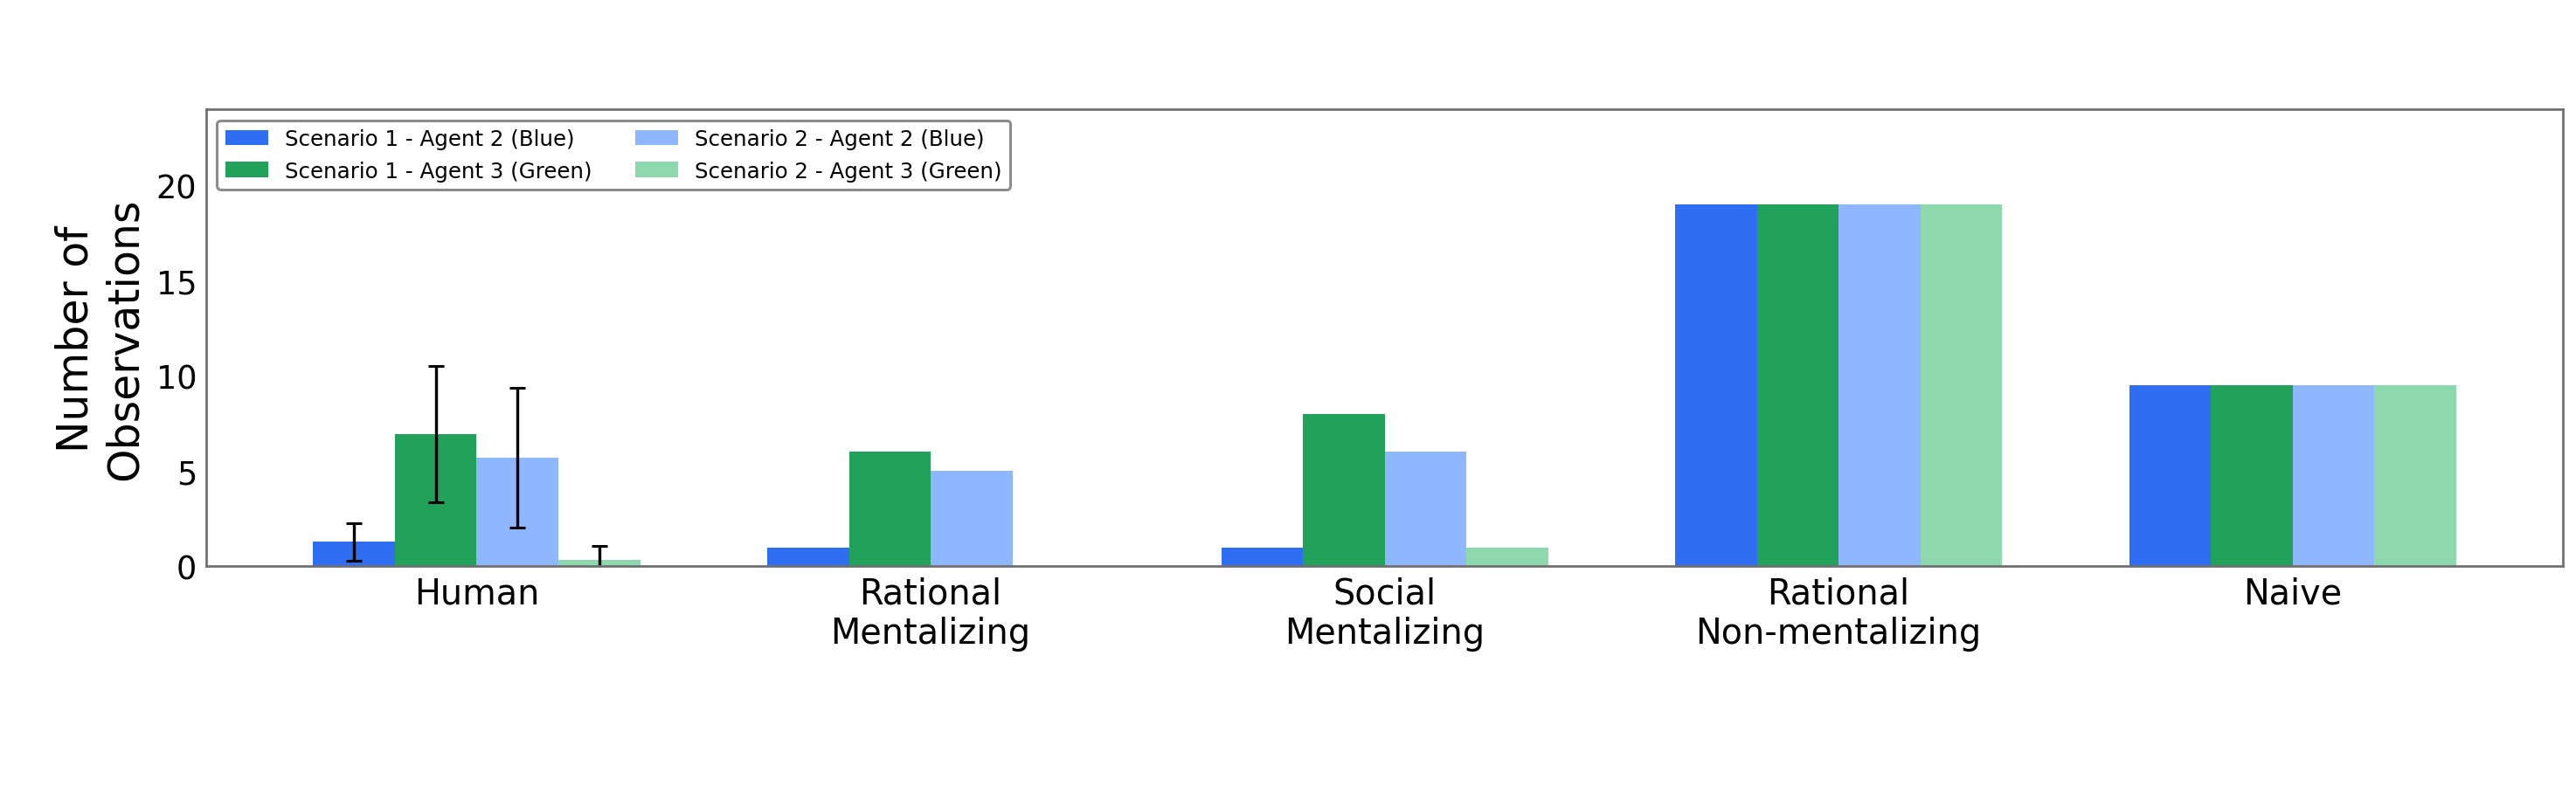 Number of
Observations
20
15
10
5
0
Scenario 1 - Agent 2 (Blue)
Scenario 1 - Agent 3 (Green)
Scenario 2 - Agent 2 (Blue)
Scenario 2 - Agent 3 (Green)
Human
Rational
Mentalizing
Social
Mentalizing
Rational
Non-mentalizing
Naive